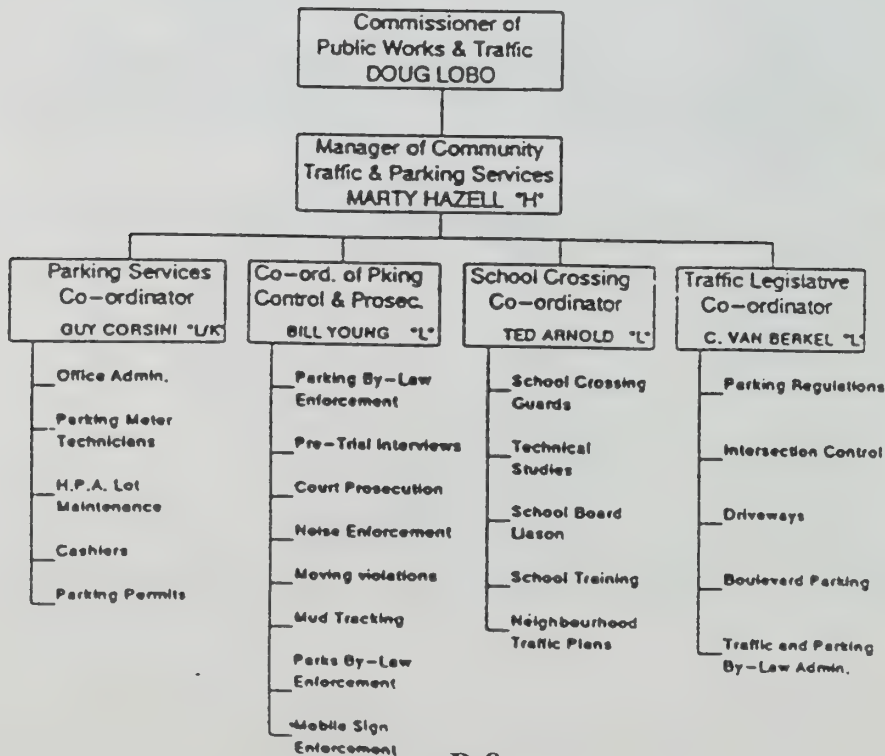 Commissioner of
Public Works & Traffic
DOUG LOBO
Manager of Community
Traffic & Parking Services
MARTY HAZELL "H"
Parking Services
Co-ordinator
GUY CORSINI "L/K"
Office Admin.
Parking Meter
Technicians
H.P.A. Lot
Maintenance
Cashiers
Parking Permits
Co-ord. of Pking
Control & Prosec.
BILL YOUNG "L"
Parking By-Law
Enforcement
Pre-Trial Interviews
Court Prosecution
Noise Enforcement
Moving violations
Mud Tracking
Parks By-Law
Enforcement
Mobile Sign
Enforcement
School Crossing
Co-ordinator
TED ARNOLD "L"
School Crossing
Guards
Technical
Studies
School Board
Liason
School Training
Neighbourhood
Traffic Plans
Traffic Legislative
Co-ordinator
C. VAN BERKEL "L"
Parking Regulations
Intersection Control
Driveways
Boulevard Parking
Traffic and Parking
By-Law Admin.